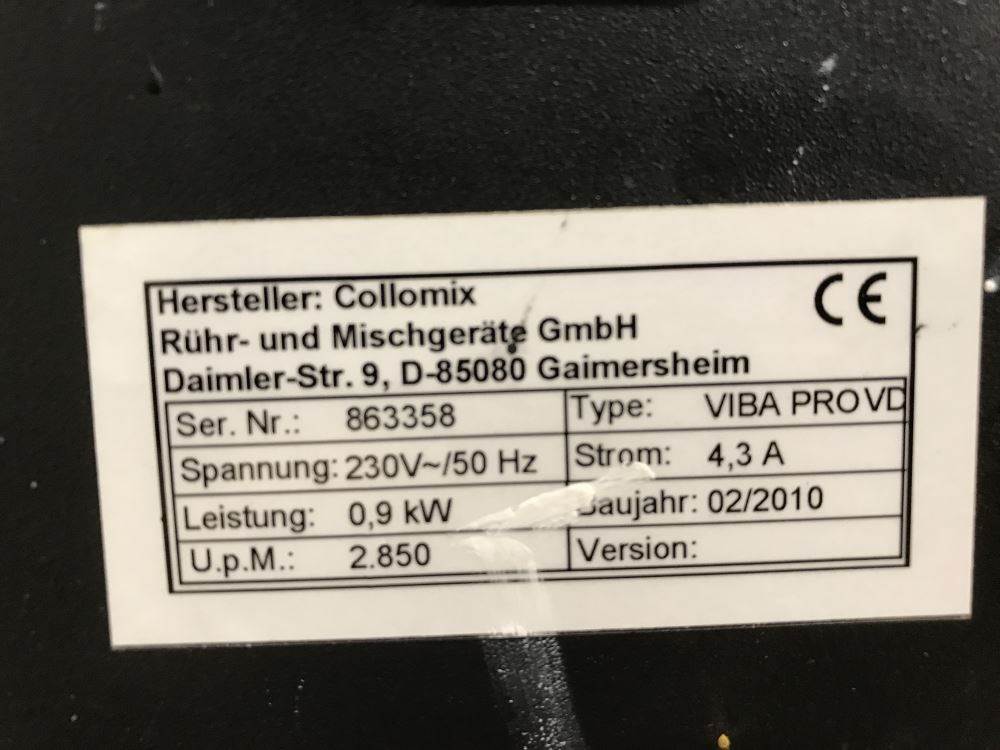 Hersteller: Collomix CE
Rühr- und Mischgeräte GmbH
Daimler-Str. 9, D-85080 Gaimersheim
Ser. Nr.: 863358 Type: VIBA PRO VD
Spannung: 230V~/50 Hz Strom: 4,3 A
Leistung: 0,9 kW Baujahr: 02/2010
U.p.M.: 2.850 Version: